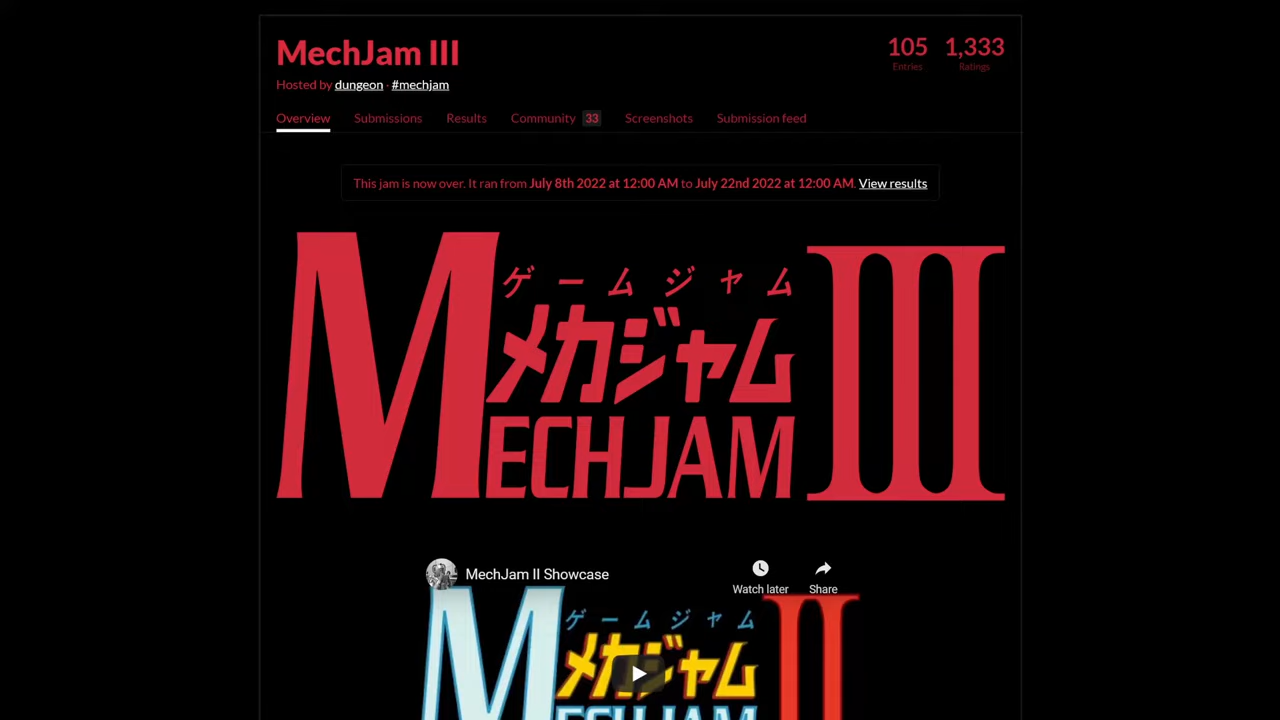 MechJam III
105 1,333
Entries Ratings
Hosted by dungeon · #mechjam
Overview Submissions Results Community 33 Screenshots Submission feed
This jam is now over. It ran from July 8th 2022 at 12:00 AM to July 22nd 2022 at 12:00 AM. View results
ゲームジャム
メカジャム
MECHJAM III
MechJam II Showcase
Watch later Share
ゲームジャム
メカジャム
MECHJAM II